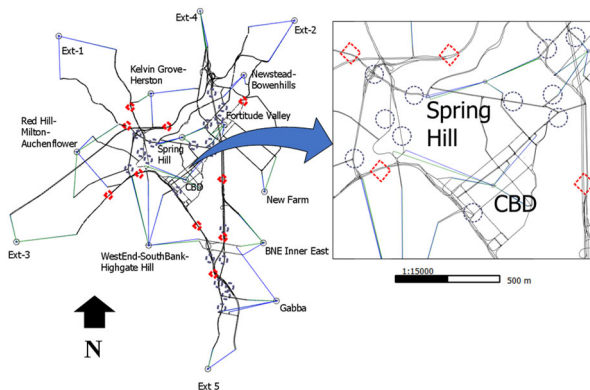 Ext-4
Ext-2
Ext-1
Kelvin Grove-
Herston
Newstead-
Bowenhills
Fortitude Valley
Red Hill-
Milton-
Auchenflower
Spring
Hill
CBD
New Farm
Ext-3
WestEnd-SouthBank-
Highgate Hill
BNE Inner East
Gabba
Ext 5
N
Spring
Hill
CBD
1:15000
500 m